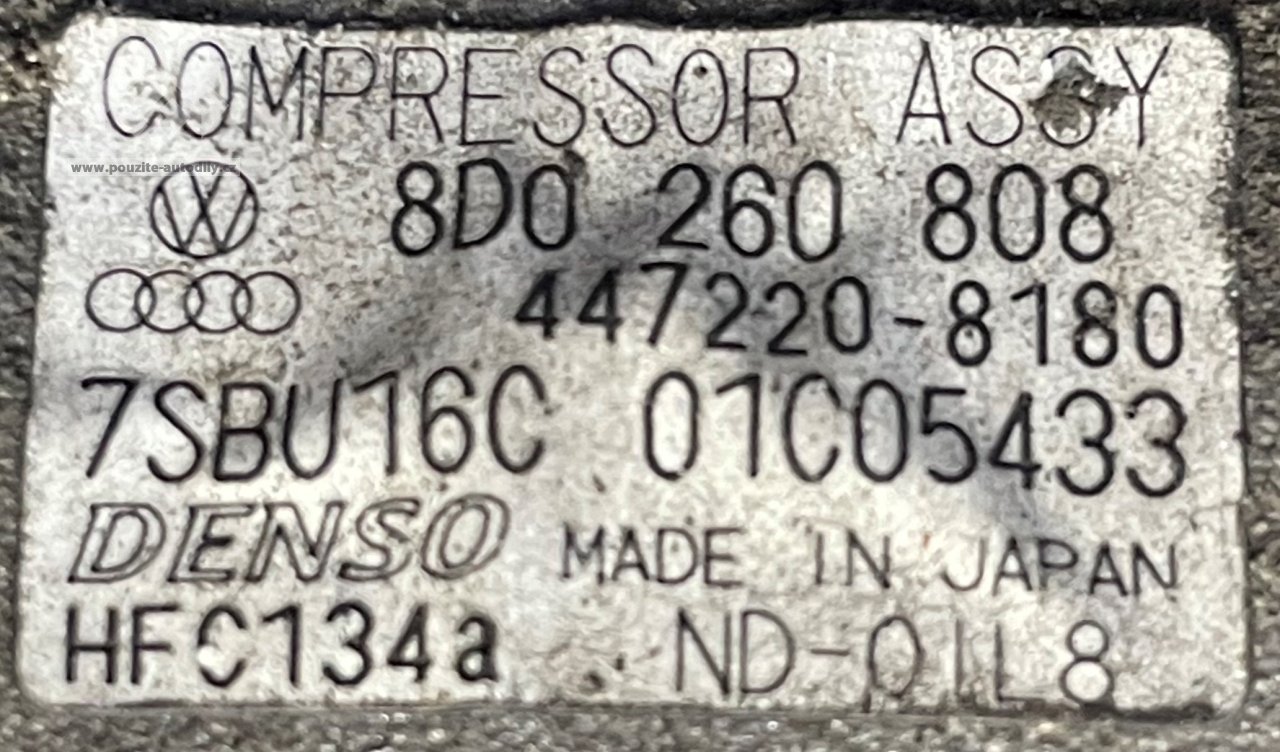 COMPRESSOR ASSY
www.pouzite-autodily.cz
8D0 260 808
447220-8180
7SBU16C 01C05433
DENSO MADE IN JAPAN
HFC134a ND-OIL8